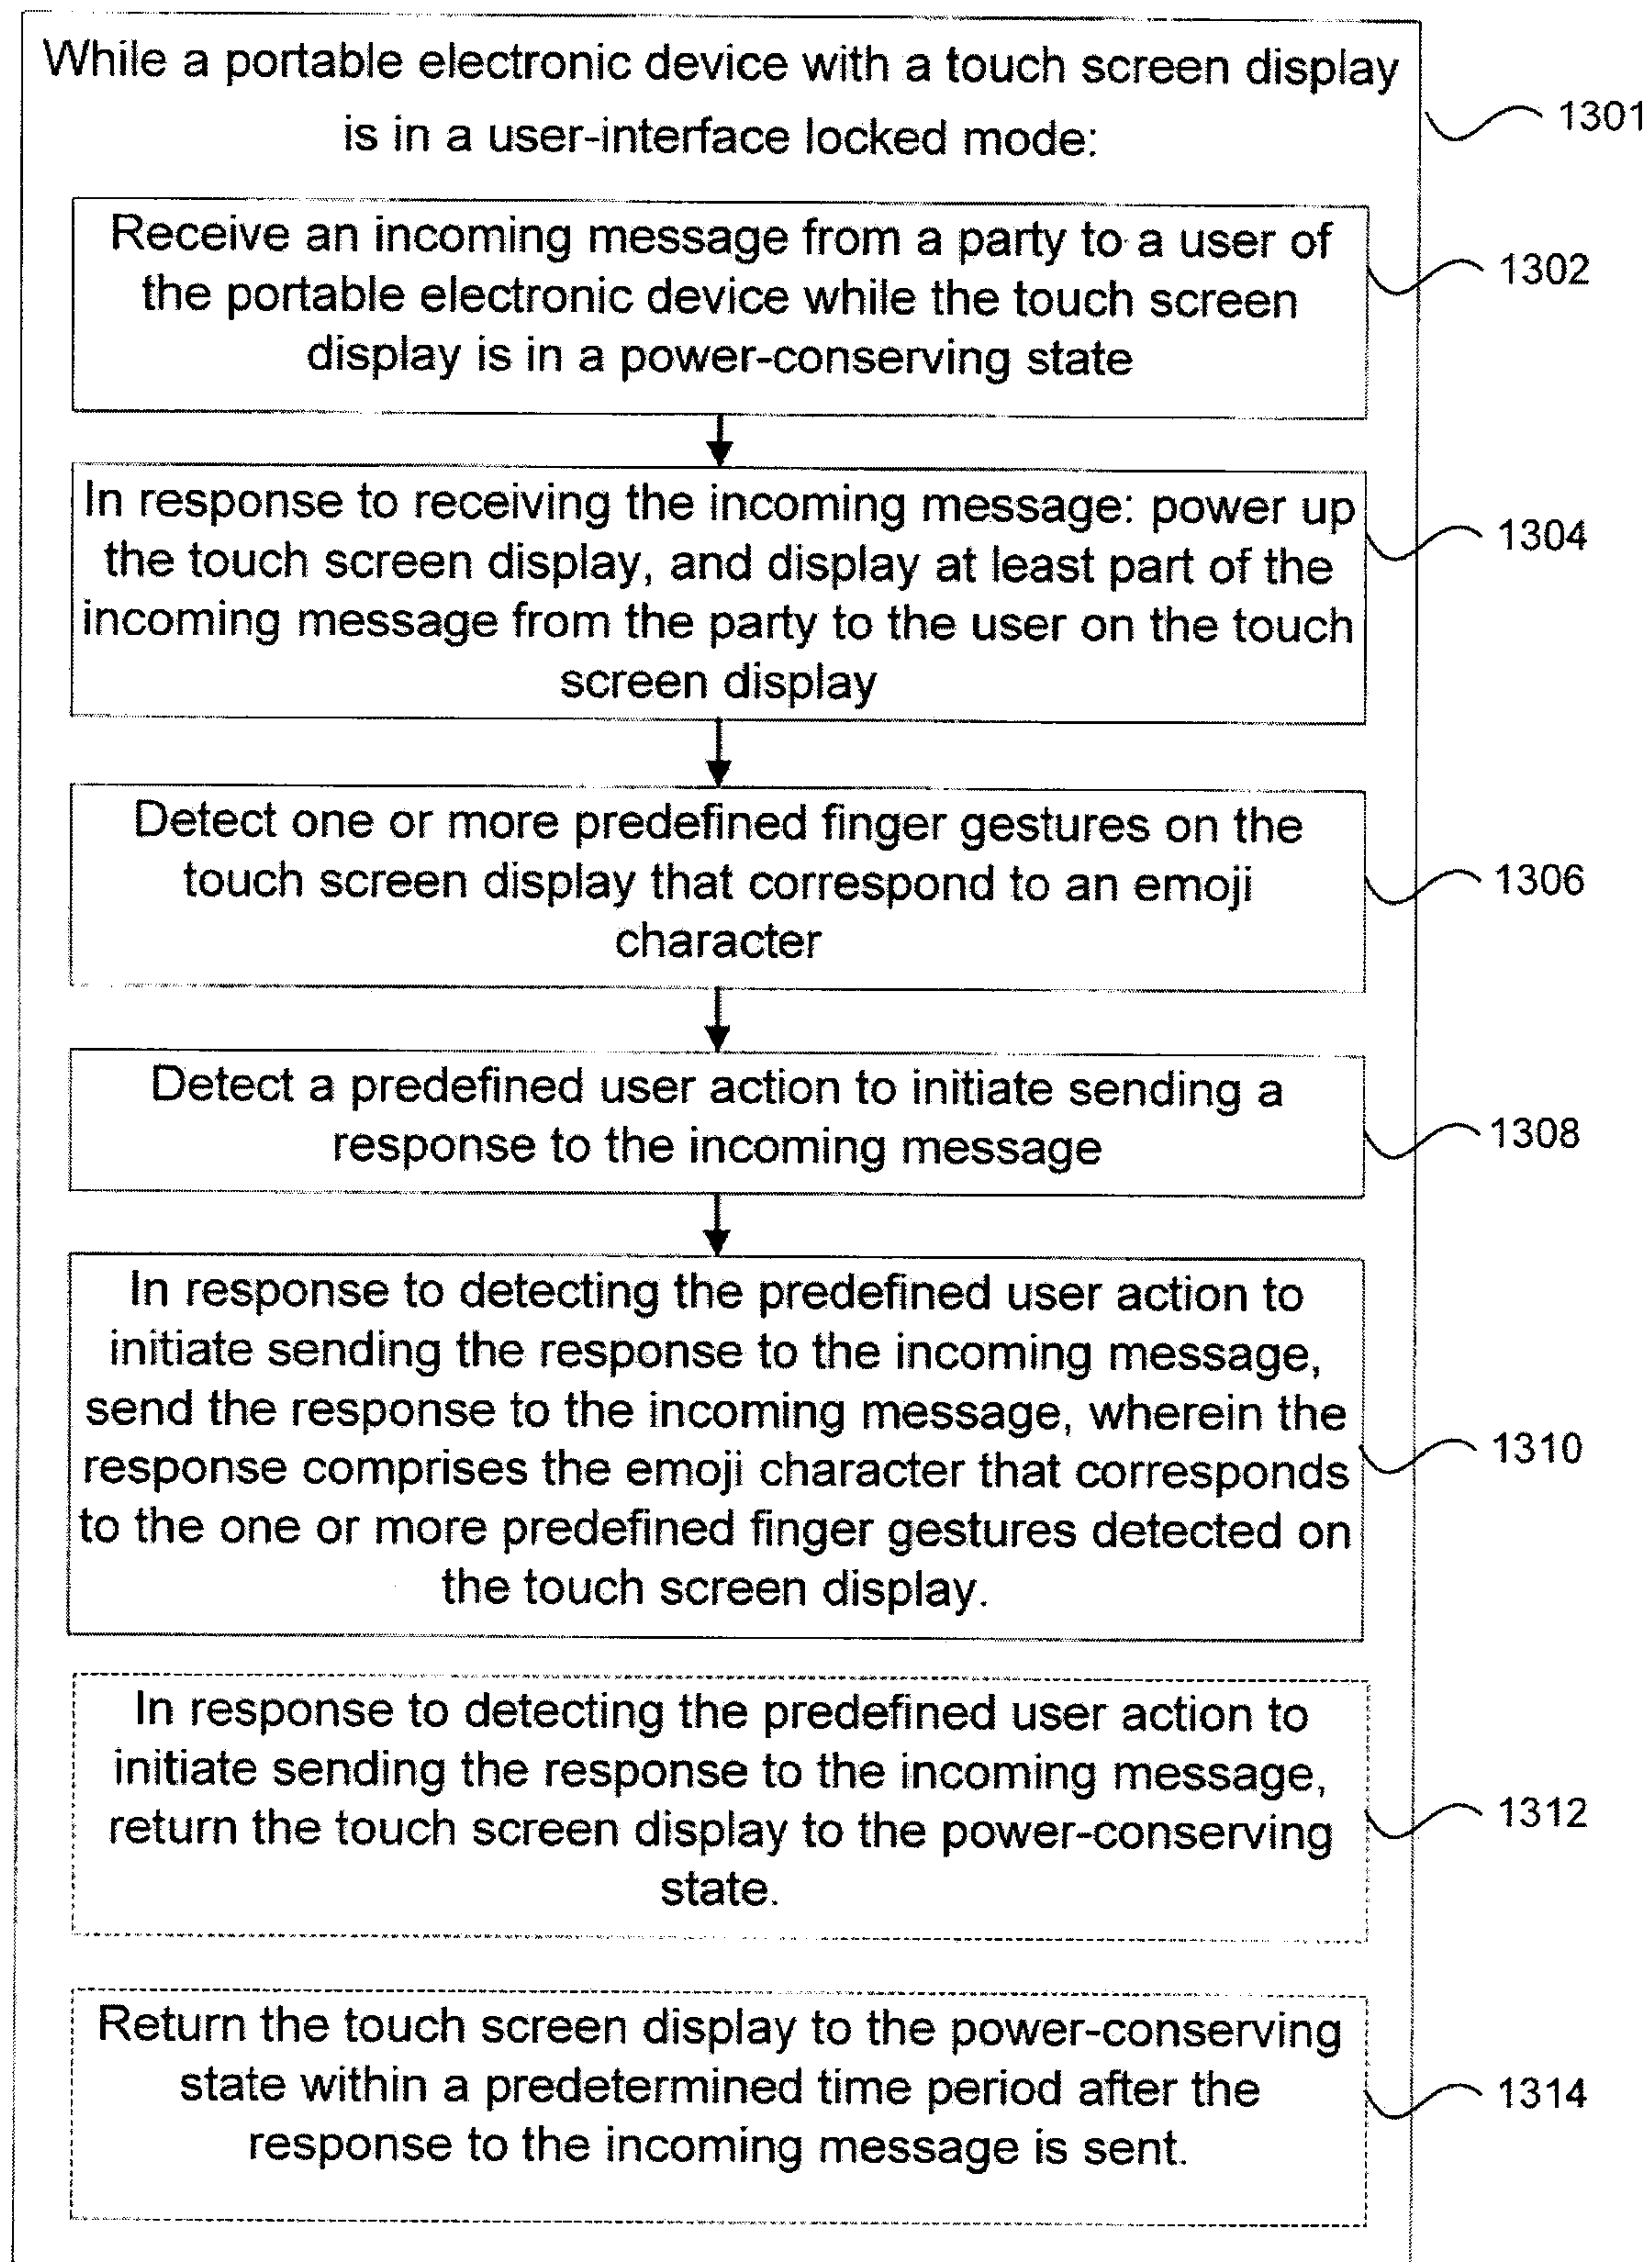 While a portable electronic device with a touch screen display
is in a user-interface locked mode:
1301
Receive an incoming message from a party to a user of
the portable electronic device while the touch screen
display is in a power-conserving state
1302
In response to receiving the incoming message: power up
the touch screen display, and display at least part of the
incoming message from the party to the user on the touch
screen display
1304
Detect one or more predefined finger gestures on the
touch screen display that correspond to an emoji
character
1306
Detect a predefined user action to initiate sending a
response to the incoming message
1308
In response to detecting the predefined user action to
initiate sending the response to the incoming message,
send the response to the incoming message, wherein the
response comprises the emoji character that corresponds
to the one or more predefined finger gestures detected on
the touch screen display.
1310
In response to detecting the predefined user action to
initiate sending the response to the incoming message,
return the touch screen display to the power-conserving
state.
1312
Return the touch screen display to the power-conserving
state within a predetermined time period after the
response to the incoming message is sent.
1314